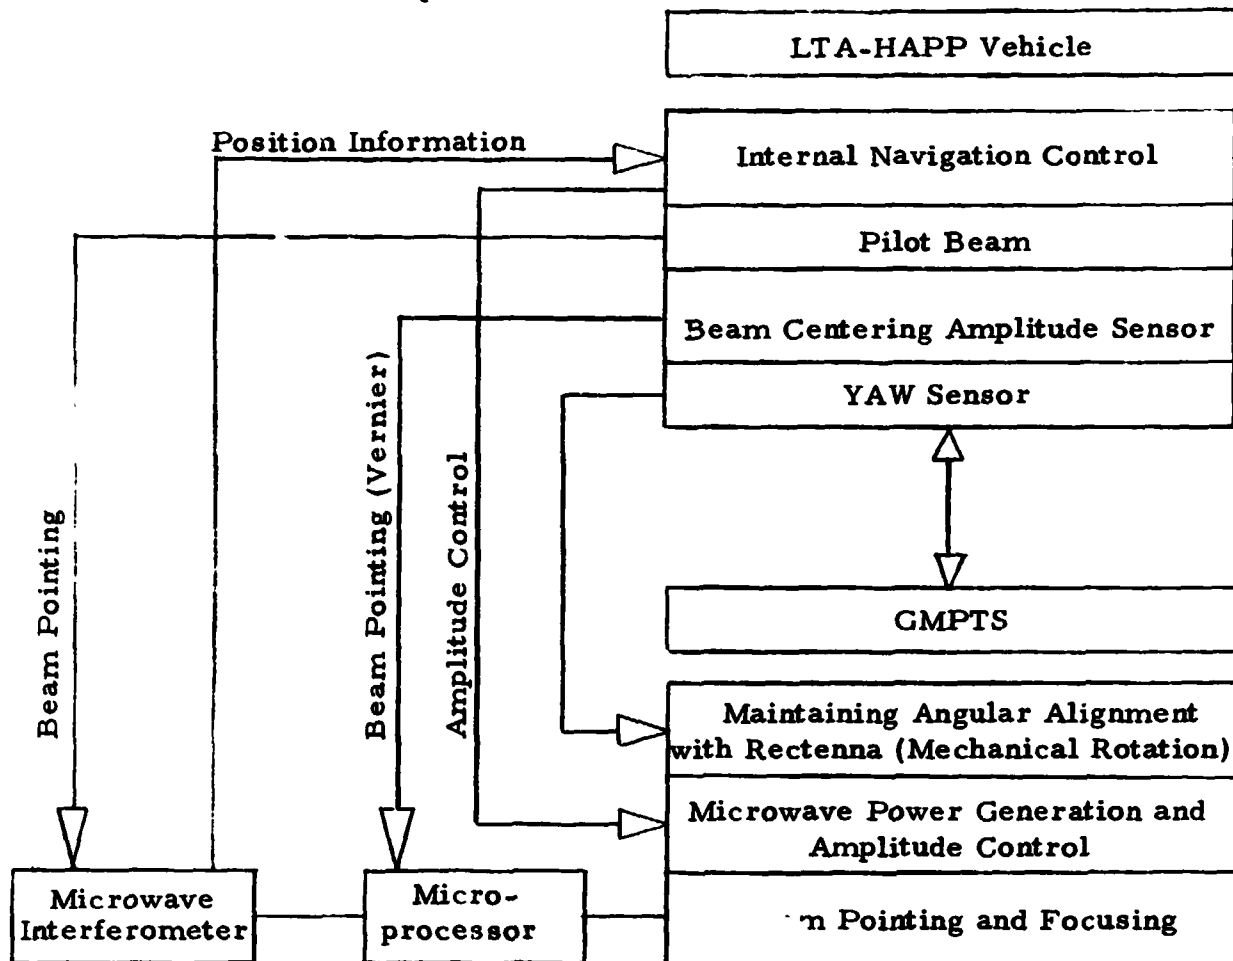 LTA-HAPP Vehicle
Position Information
Internal Navigation Control
Pilot Beam
Beam Centering Amplitude Sensor
YAW Sensor
Beam Pointing
Beam Pointing (Vernier)
Amplitude Control
GMPTS
Maintaining Angular Alignment
with Rectenna (Mechanical Rotation)
Microwave Power Generation and
Amplitude Control
Microwave
Interferometer
Micro-
processor
Pointing and Focusing